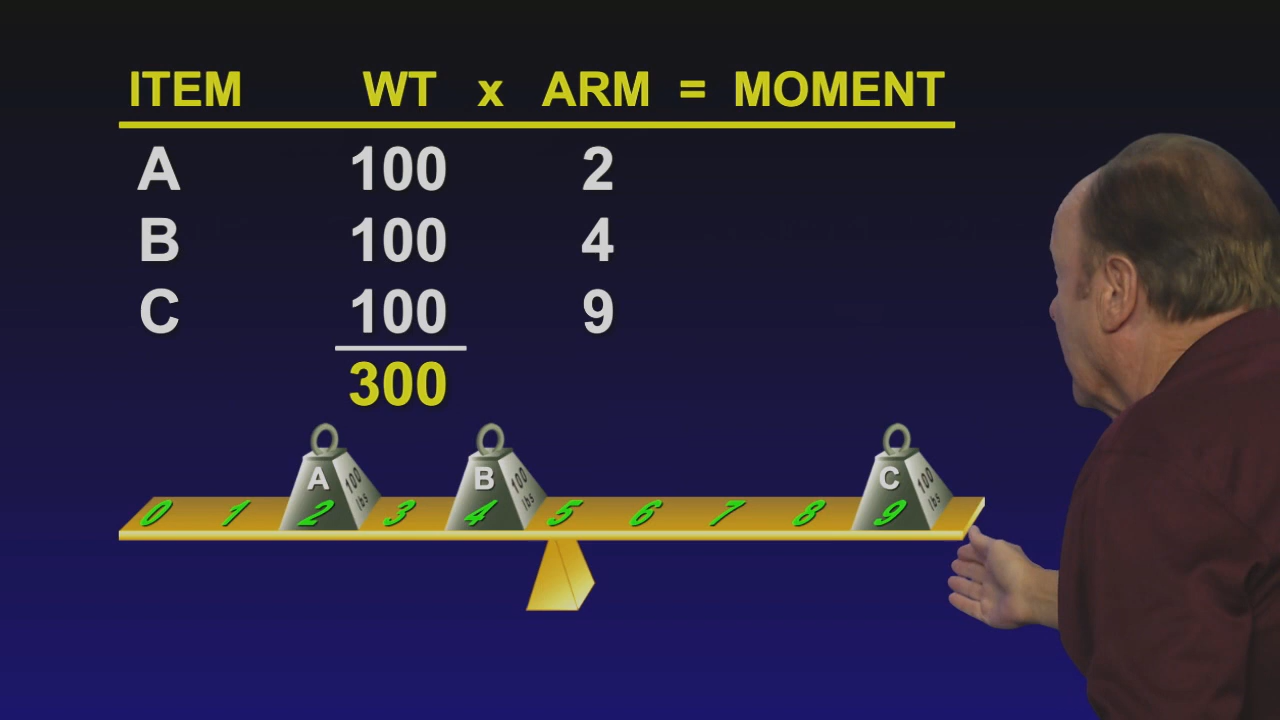 ITEM WT x ARM = MOMENT
A 100 2
B 100 4
C 100 9
300
A 100 lbs
B 100 lbs
C 100 lbs
0 1 2 3 4 5 6 7 8 9